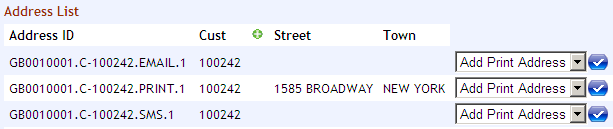 Address List
Address ID Cust Street Town
GB0010001.C-100242.EMAIL.1 100242 Add Print Address
GB0010001.C-100242.PRINT.1 100242 1585 BROADWAY NEW YORK Add Print Address
GB0010001.C-100242.SMS.1 100242 Add Print Address